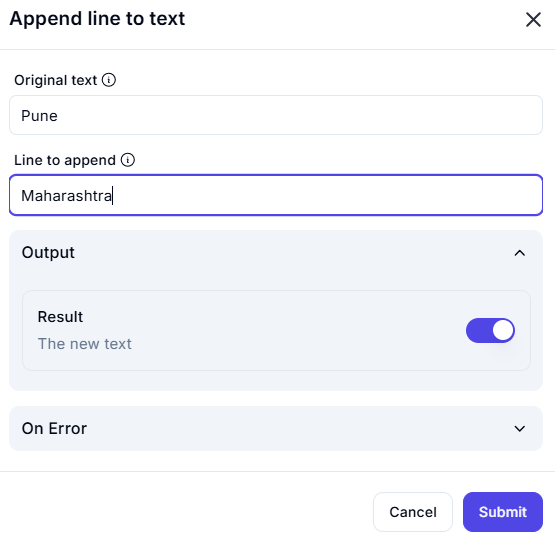 Append line to text
Original text
Pune
Line to append
Maharashtra
Output
Result
The new text
On Error
Cancel Submit